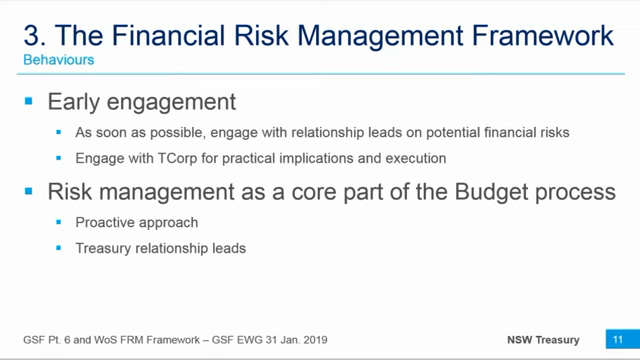 3. The Financial Risk Management Framework
Behaviours
Early engagement
As soon as possible, engage with relationship leads on potential financial risks
Engage with TCorp for practical implications and execution
Risk management as a core part of the Budget process
Proactive approach
Treasury relationship leads
GSF Pt. 6 and WoS FRM Framework – GSF EWG 31 Jan. 2019
NSW Treasury
11